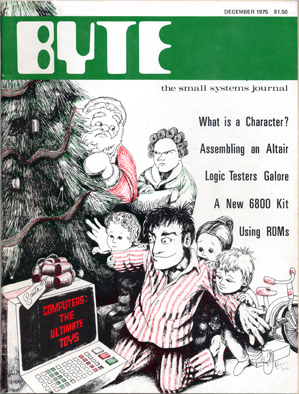 DECEMBER 1975 $1.50
BYTE
the small systems journal
What is a Character?
Assembling an Altair
Logic Testers Galore
A New 6800 Kit
Using ROMs
COMPUTERS:
THE
ULTIMATE
TOYS